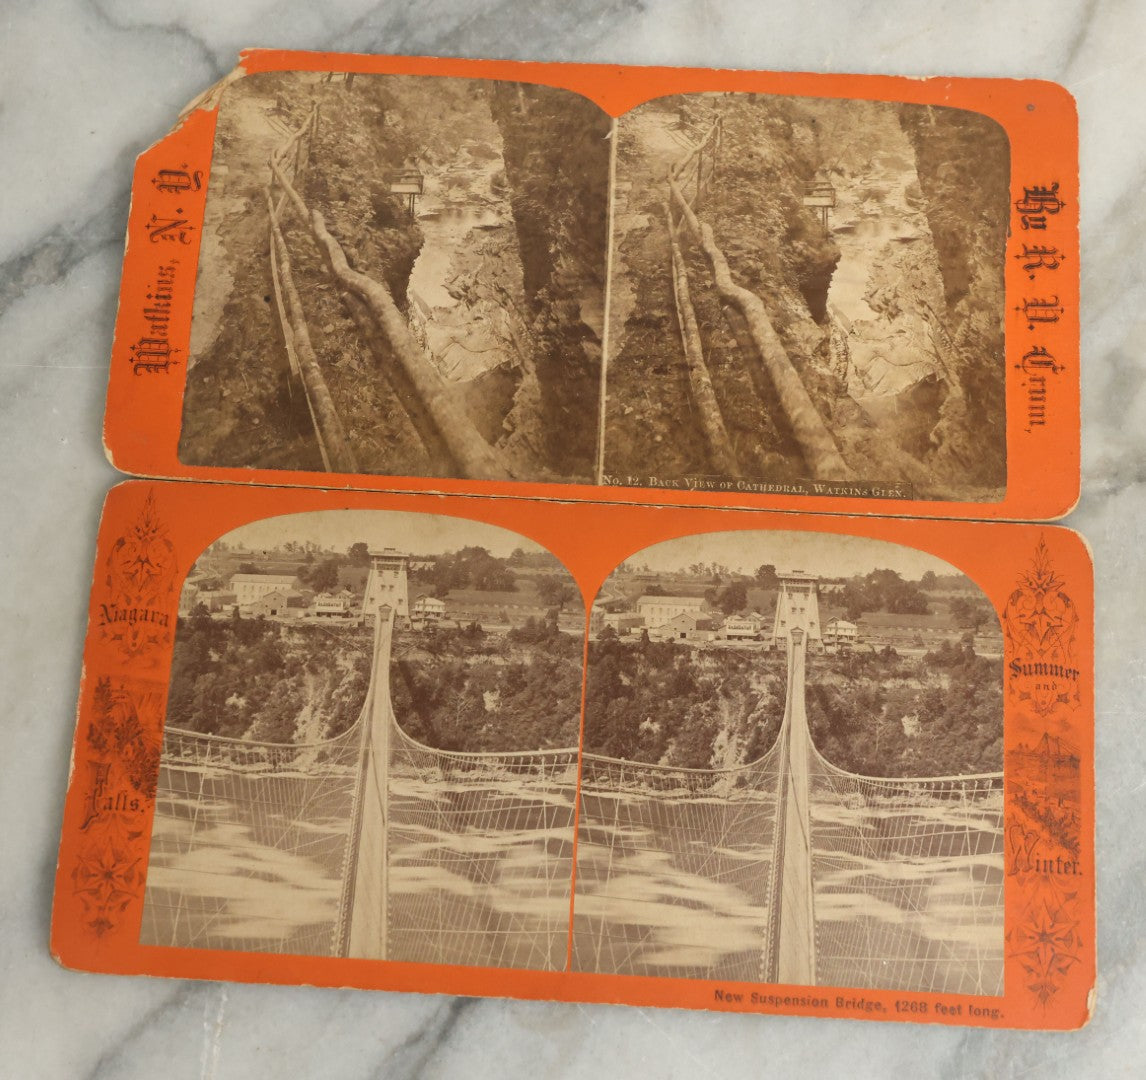 Watkins, N. Y.
By R. D. Crum,
No. 12. Back View of Cathedral, Watkins Glen.
Niagara
Falls.
Summer
and
Winter.
New Suspension Bridge, 1268 feet long.